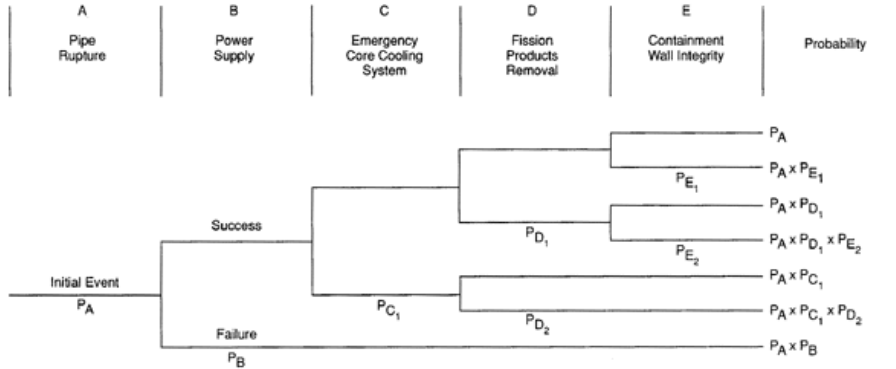 A B C D E
Pipe Rupture
Power Supply
Emergency Core Cooling System
Fission Products Removal
Containment Wall Integrity
Probability
P_A
P_E₁
P_A x P_E₁
P_A x P_D₁
Success
P_D₁
P_E₂
P_A x P_D₁ x P_E₂
Initial Event
P_A
P_C₁
P_A x P_C₁
P_D₂
P_A x P_C₁ x P_D₂
Failure
P_B
P_A x P_B